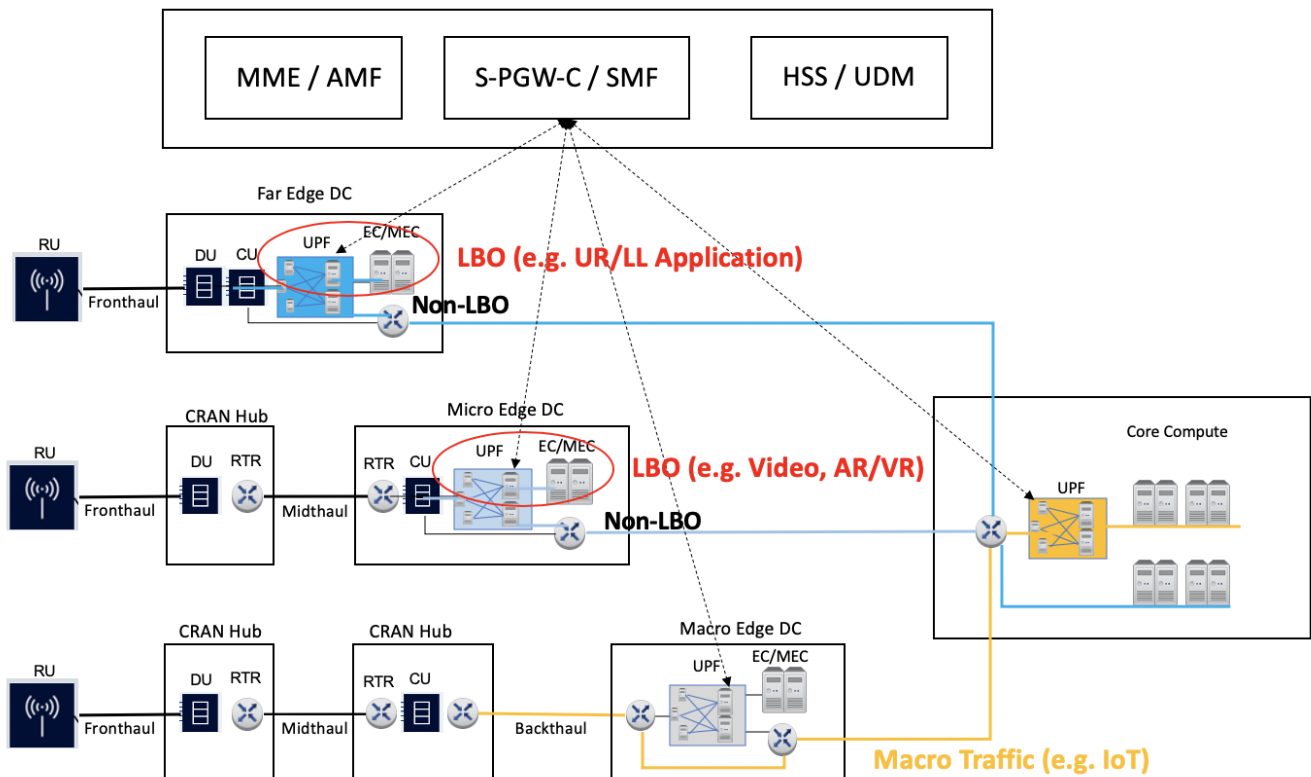 MME / AMF
S-PGW-C / SMF
HSS / UDM
Far Edge DC
RU
DU
CU
UPF
EC/MEC
LBO (e.g. UR/LL Application)
Fronthaul
Non-LBO
CRAN Hub
Micro Edge DC
Core Compute
RU
DU
RTR
RTR
CU
UPF
EC/MEC
LBO (e.g. Video, AR/VR)
UPF
Fronthaul
Midthaul
Non-LBO
CRAN Hub
CRAN Hub
Macro Edge DC
RU
DU
RTR
RTR
CU
UPF
EC/MEC
Fronthaul
Midthaul
Backthaul
Macro Traffic (e.g. IoT)